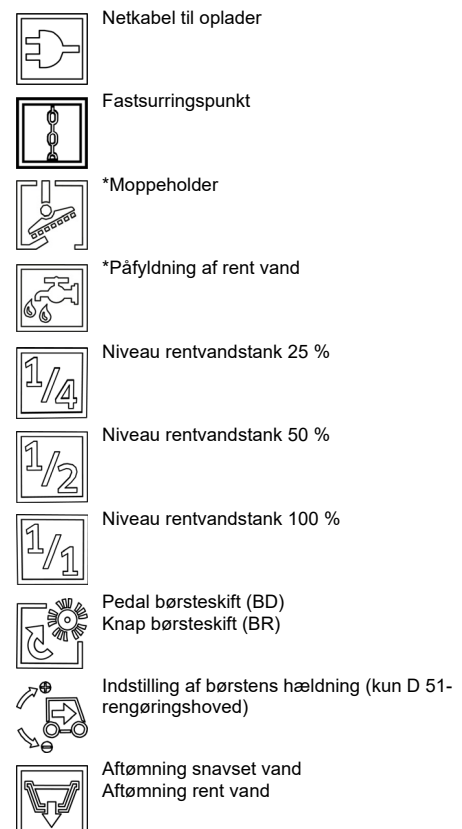 Netkabel til oplader
Fastsurringspunkt
*Moppeholder
*Påfyldning af rent vand
1/4
Niveau rentvandstank 25 %
1/2
Niveau rentvandstank 50 %
1/1
Niveau rentvandstank 100 %
Pedal børsteskift (BD)
Knap børsteskift (BR)
Indstilling af børstens hældning (kun D 51-
rengøringshoved)
Aftømning snavset vand
Aftømning rent vand